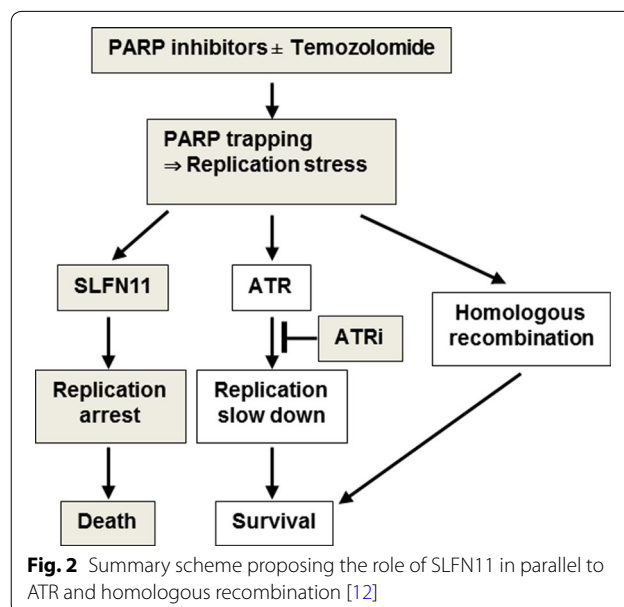 PARP inhibitors ± Temozolomide
PARP trapping
⇒ Replication stress
SLFN11
ATR
ATRi
Homologous
recombination
Replication
arrest
Replication
slow down
Death
Survival
Fig. 2 Summary scheme proposing the role of SLFN11 in parallel to
ATR and homologous recombination [12]